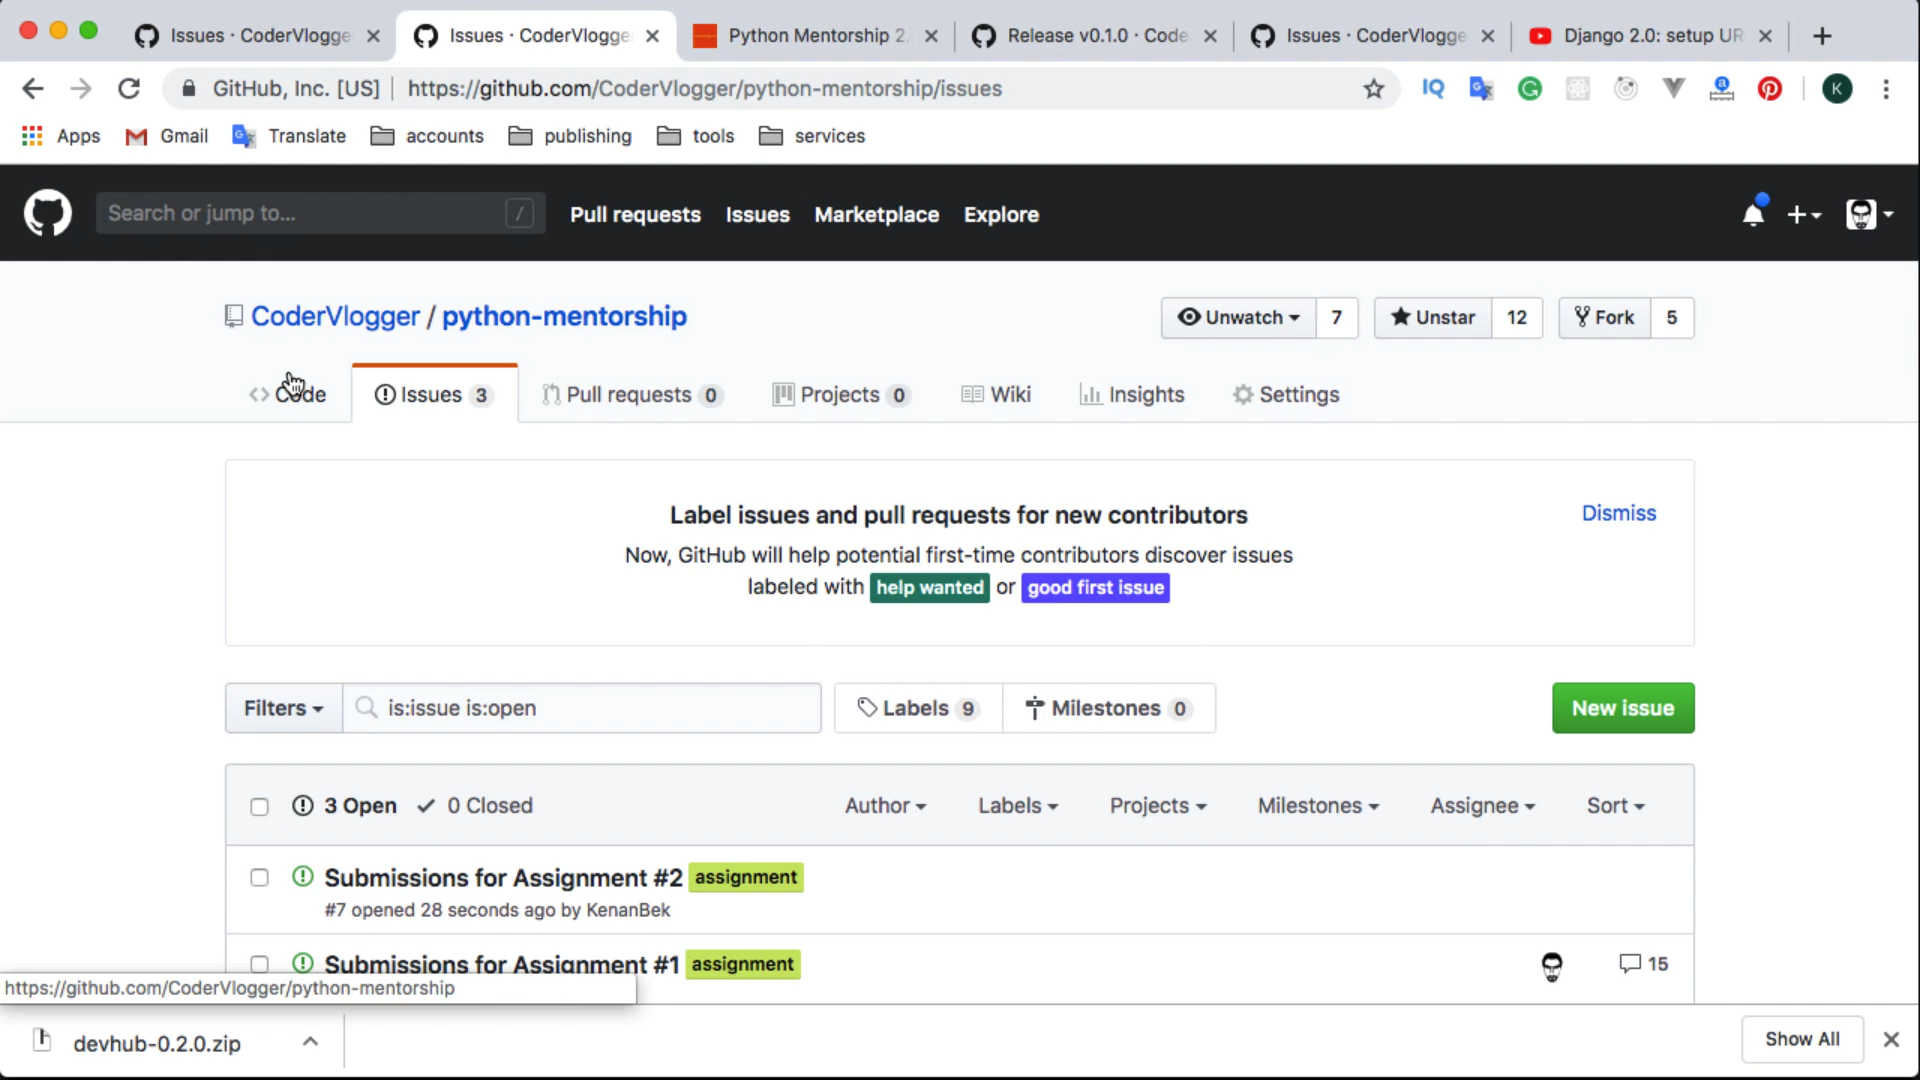 Issues · CoderVlogge
Issues · CoderVlogge
Python Mentorship 2.
Release v0.1.0 · Code
Issues · CoderVlogge
Django 2.0: setup UR
GitHub, Inc. [US]
https://github.com/CoderVlogger/python-mentorship/issues
IQ
K
Apps
Gmail
Translate
accounts
publishing
tools
services
Search or jump to...
/
Pull requests
Issues
Marketplace
Explore
CoderVlogger / python-mentorship
Unwatch 7
Unstar 12
Fork 5
Code
Issues 3
Pull requests 0
Projects 0
Wiki
Insights
Settings
Label issues and pull requests for new contributors
Dismiss
Now, GitHub will help potential first-time contributors discover issues
labeled with help wanted or good first issue
Filters
is:issue is:open
Labels 9
Milestones 0
New issue
3 Open
0 Closed
Author
Labels
Projects
Milestones
Assignee
Sort
Submissions for Assignment #2 assignment
#7 opened 28 seconds ago by KenanBek
Submissions for Assignment #1 assignment
15
https://github.com/CoderVlogger/python-mentorship
devhub-0.2.0.zip
Show All